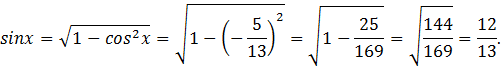 sinx = √(1 − cos²x) = √(1 − (−5/13)²) = √(1 − 25/169) = √(144/169) = 12/13.